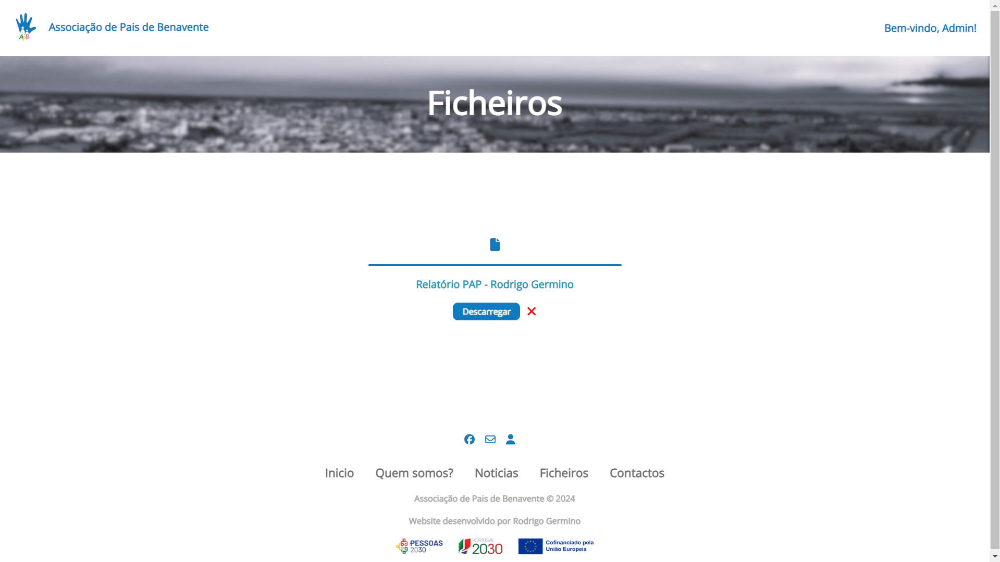 ApB
Associação de Pais de Benavente
Bem-vindo, Admin!
Ficheiros
Relatório PAP - Rodrigo Germino
Descarregar
Inicio Quem somos? Noticias Ficheiros Contactos
Associação de Pais de Benavente © 2024
Website desenvolvido por Rodrigo Germino
PESSOAS
2030
PORTUGAL
2030
Cofinanciado pela
União Europeia